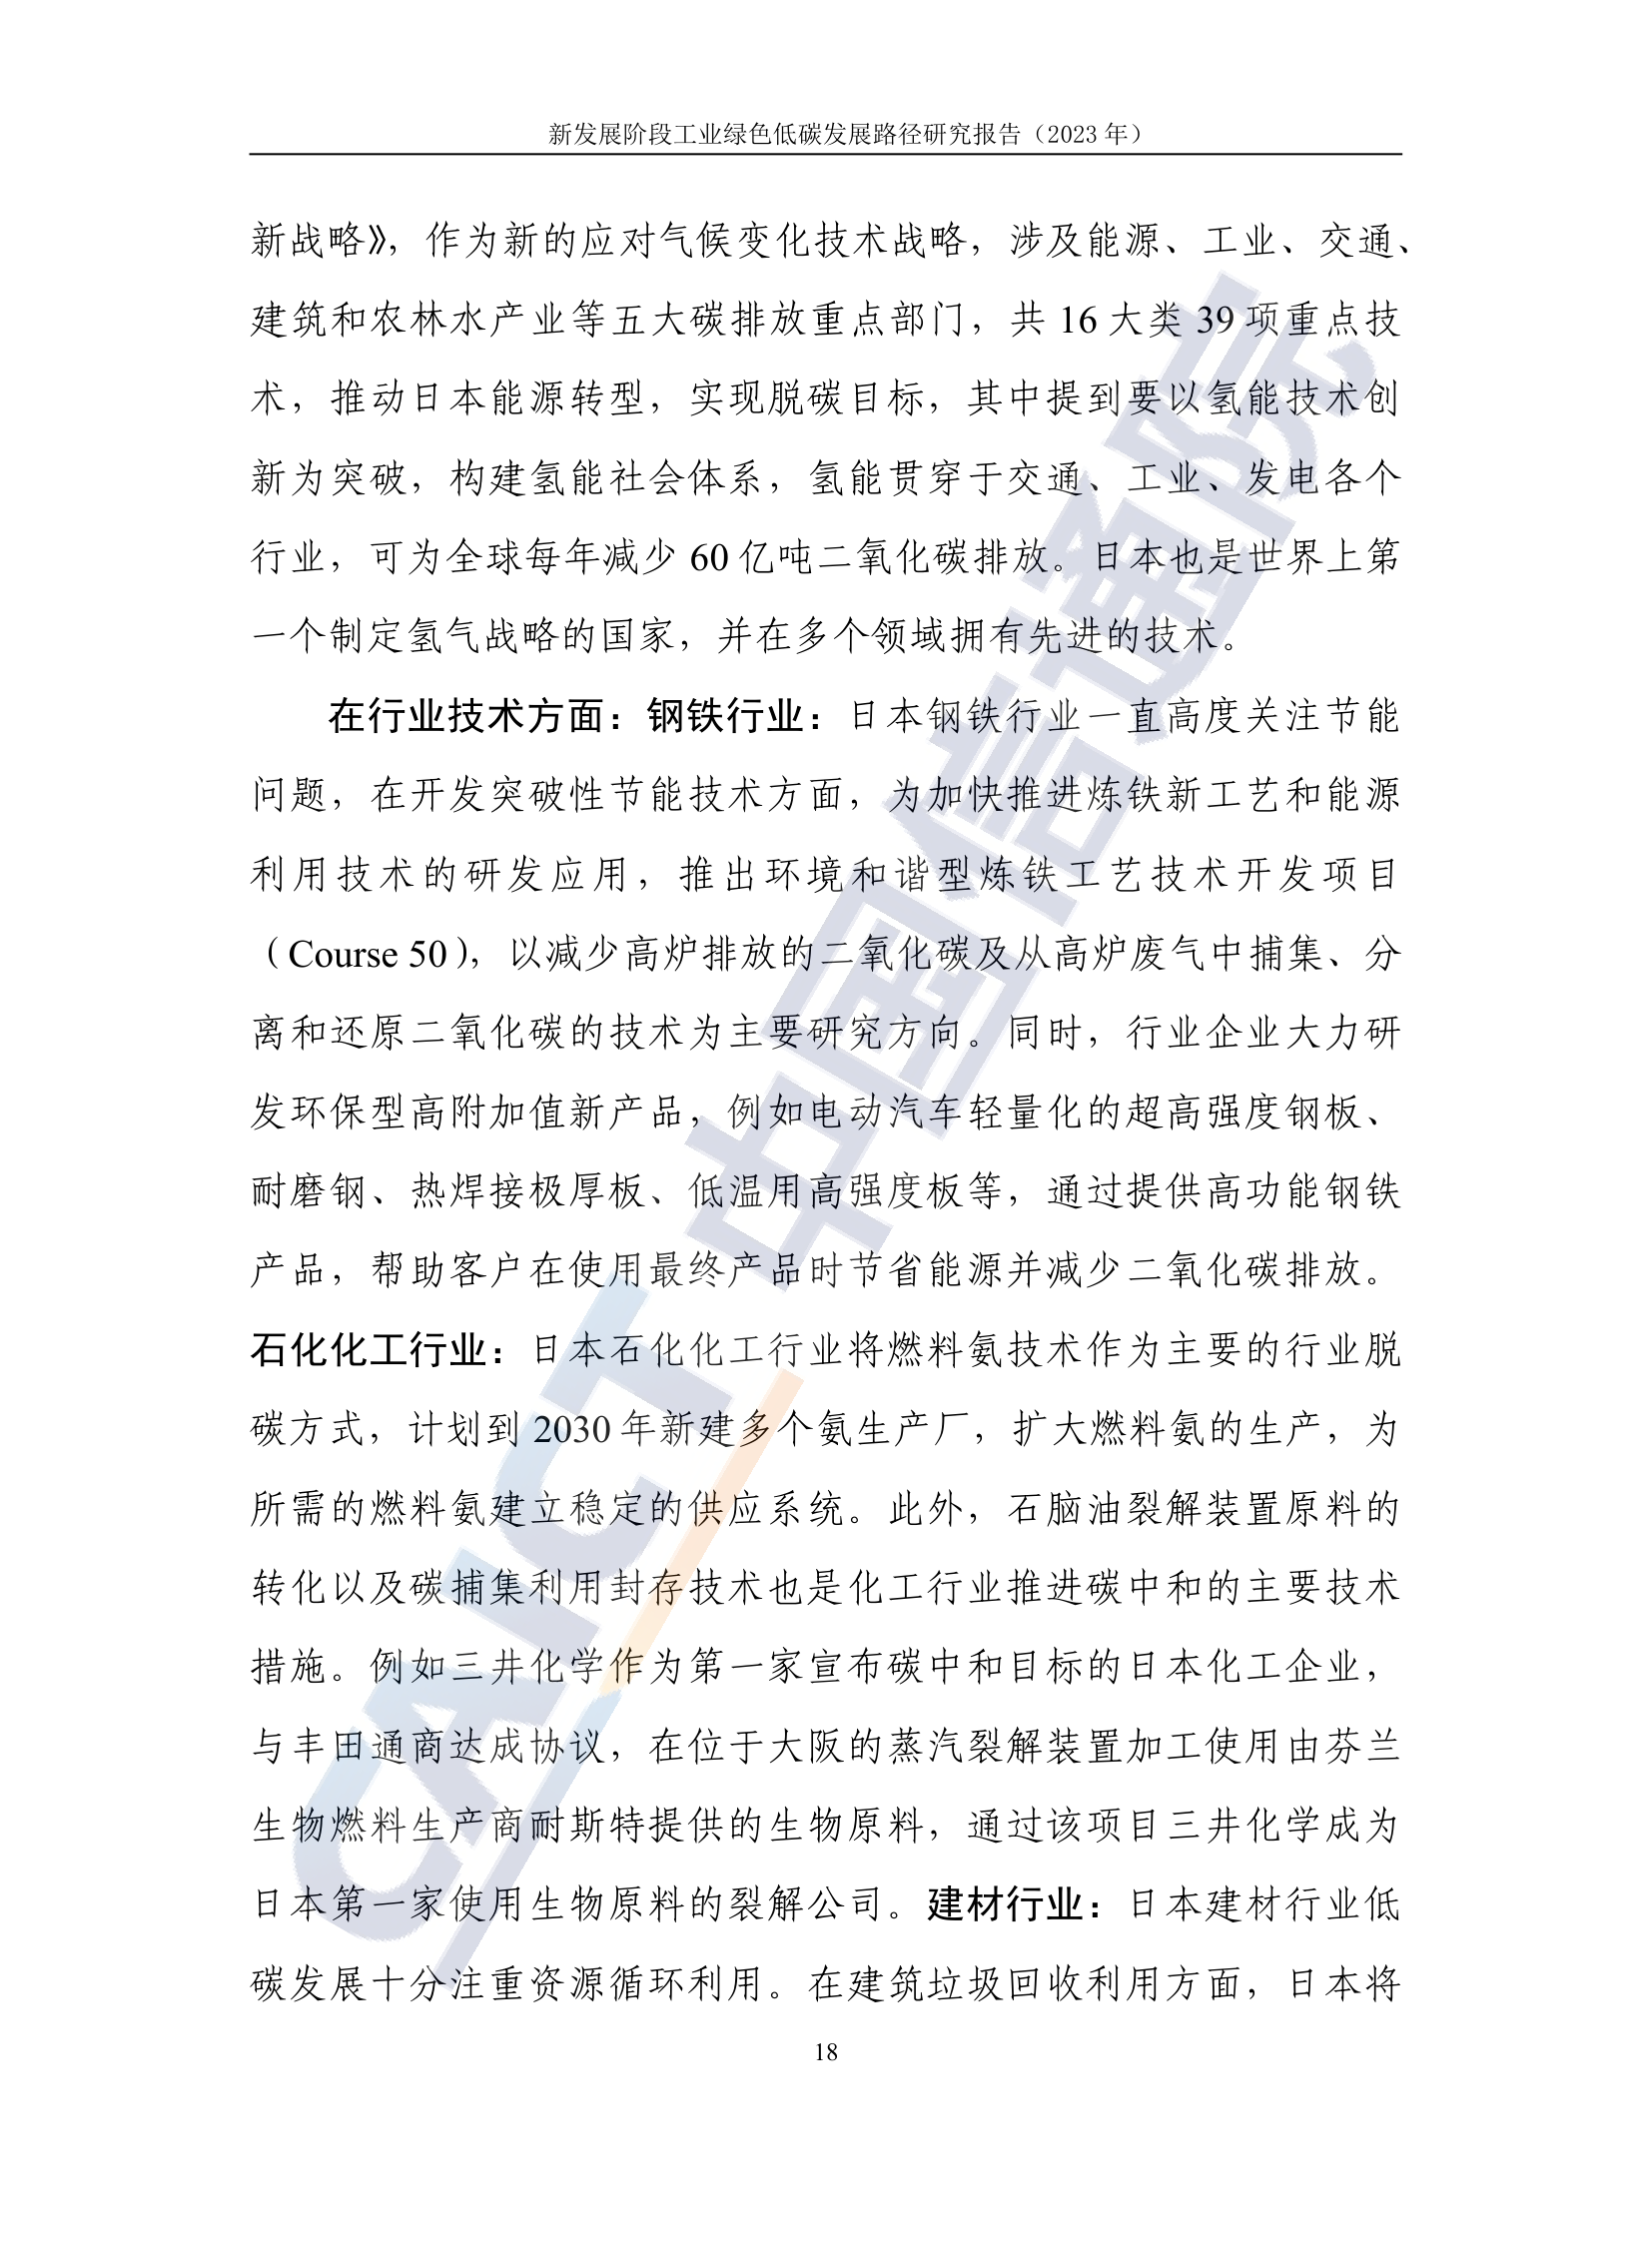 新发展阶段工业绿色低碳发展路径研究报告（2023 年）
新战略》，作为新的应对气候变化技术战略，涉及能源、工业、交通、
建筑和农林水产业等五大碳排放重点部门，共 16 大类 39 项重点技
术，推动日本能源转型，实现脱碳目标，其中提到要以氢能技术创
新为突破，构建氢能社会体系，氢能贯穿于交通、工业、发电各个
行业，可为全球每年减少 60 亿吨二氧化碳排放。日本也是世界上第
一个制定氢气战略的国家，并在多个领域拥有先进的技术。
在行业技术方面：钢铁行业：日本钢铁行业一直高度关注节能
问题，在开发突破性节能技术方面，为加快推进炼铁新工艺和能源
利用技术的研发应用，推出环境和谐型炼铁工艺技术开发项目
（Course 50），以减少高炉排放的二氧化碳及从高炉废气中捕集、分
离和还原二氧化碳的技术为主要研究方向。同时，行业企业大力研
发环保型高附加值新产品，例如电动汽车轻量化的超高强度钢板、
耐磨钢、热焊接极厚板、低温用高强度板等，通过提供高功能钢铁
产品，帮助客户在使用最终产品时节省能源并减少二氧化碳排放。
石化化工行业：日本石化化工行业将燃料氨技术作为主要的行业脱
碳方式，计划到 2030 年新建多个氨生产厂，扩大燃料氨的生产，为
所需的燃料氨建立稳定的供应系统。此外，石脑油裂解装置原料的
转化以及碳捕集利用封存技术也是化工行业推进碳中和的主要技术
措施。例如三井化学作为第一家宣布碳中和目标的日本化工企业，
与丰田通商达成协议，在位于大阪的蒸汽裂解装置加工使用由芬兰
生物燃料生产商耐斯特提供的生物原料，通过该项目三井化学成为
日本第一家使用生物原料的裂解公司。建材行业：日本建材行业低
碳发展十分注重资源循环利用。在建筑垃圾回收利用方面，日本将
18
CAICT 中国信通院